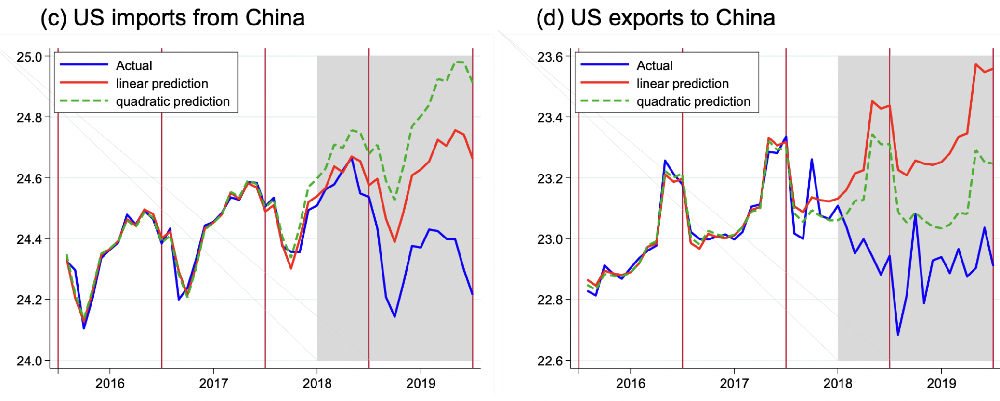 (c) US imports from China
25.0
24.8
24.6
24.4
24.2
24.0
Actual
linear prediction
quadratic prediction
2016
2017
2018
2019
(d) US exports to China
23.6
23.4
23.2
23.0
22.8
22.6
Actual
linear prediction
quadratic prediction
2016
2017
2018
2019